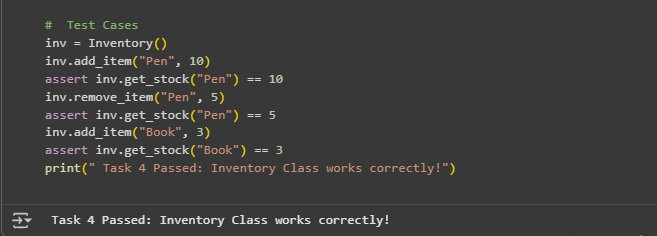 #  Test Cases
inv = Inventory()
inv.add_item("Pen", 10)
assert inv.get_stock("Pen") == 10
inv.remove_item("Pen", 5)
assert inv.get_stock("Pen") == 5
inv.add_item("Book", 3)
assert inv.get_stock("Book") == 3
print(" Task 4 Passed: Inventory Class works correctly!")
Task 4 Passed: Inventory Class works correctly!